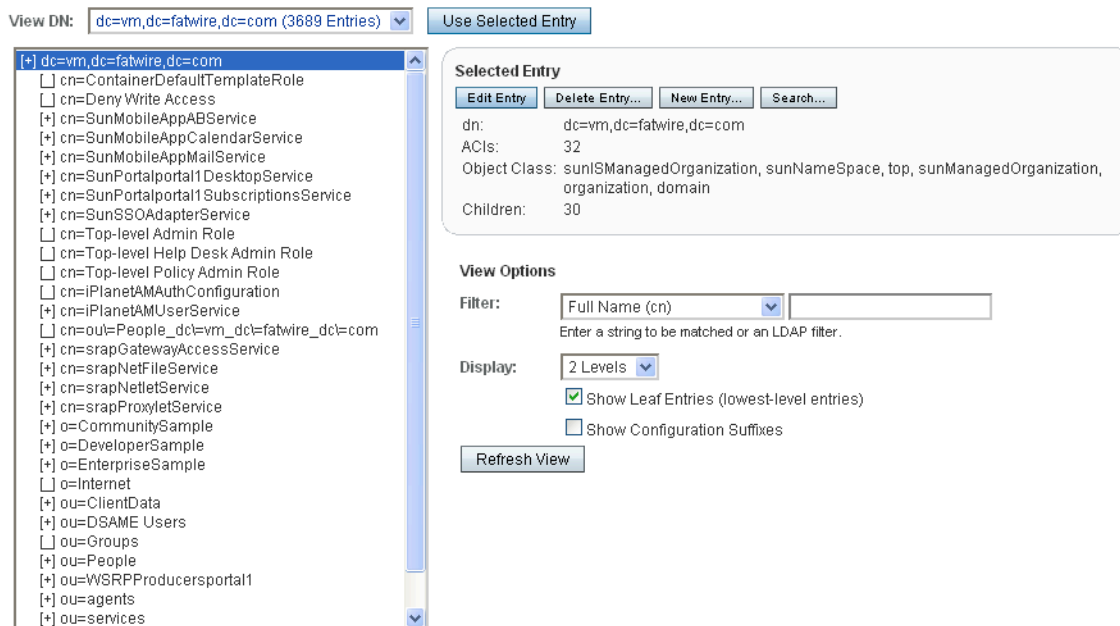 View DN: dc=vm,dc=fatwire,dc=com (3689 Entries) Use Selected Entry
[+] dc=vm,dc=fatwire,dc=com
[ ] cn=ContainerDefaultTemplateRole
[ ] cn=Deny Write Access
[+] cn=SunMobileAppABService
[+] cn=SunMobileAppCalendarService
[+] cn=SunMobileAppMailService
[+] cn=SunPortalportal1DesktopService
[+] cn=SunPortalportal1SubscriptionsService
[+] cn=SunSSOAdapterService
[ ] cn=Top-level Admin Role
[ ] cn=Top-level Help Desk Admin Role
[ ] cn=Top-level Policy Admin Role
[ ] cn=iPlanetAMAuthConfiguration
[+] cn=iPlanetAMUserService
[ ] cn=ou\=People_dc\=vm_dc\=fatwire_dc\=com
[+] cn=srapGatewayAccessService
[+] cn=srapNetFileService
[+] cn=srapNetletService
[+] cn=srapProxyletService
[+] o=CommunitySample
[+] o=DeveloperSample
[+] o=EnterpriseSample
[ ] o=Internet
[+] ou=ClientData
[+] ou=DSAME Users
[ ] ou=Groups
[+] ou=People
[+] ou=WSRPProducersportal1
[+] ou=agents
[+] ou=services
Selected Entry
Edit Entry Delete Entry... New Entry... Search...
dn: dc=vm,dc=fatwire,dc=com
ACIs: 32
Object Class: sunISManagedOrganization, sunNameSpace, top, sunManagedOrganization,
organization, domain
Children: 30
View Options
Filter: Full Name (cn)
Enter a string to be matched or an LDAP filter.
Display: 2 Levels
Show Leaf Entries (lowest-level entries)
Show Configuration Suffixes
Refresh View